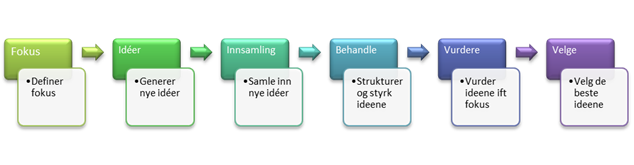 Fokus
•Definer
fokus
Idéer
•Generer
nye idéer
Innsamling
•Samle inn
nye idéer
Behandle
•Strukturer
og styrk
ideene
Vurdere
•Vurder
ideene ift
fokus
Velge
•Velg de
beste
ideene